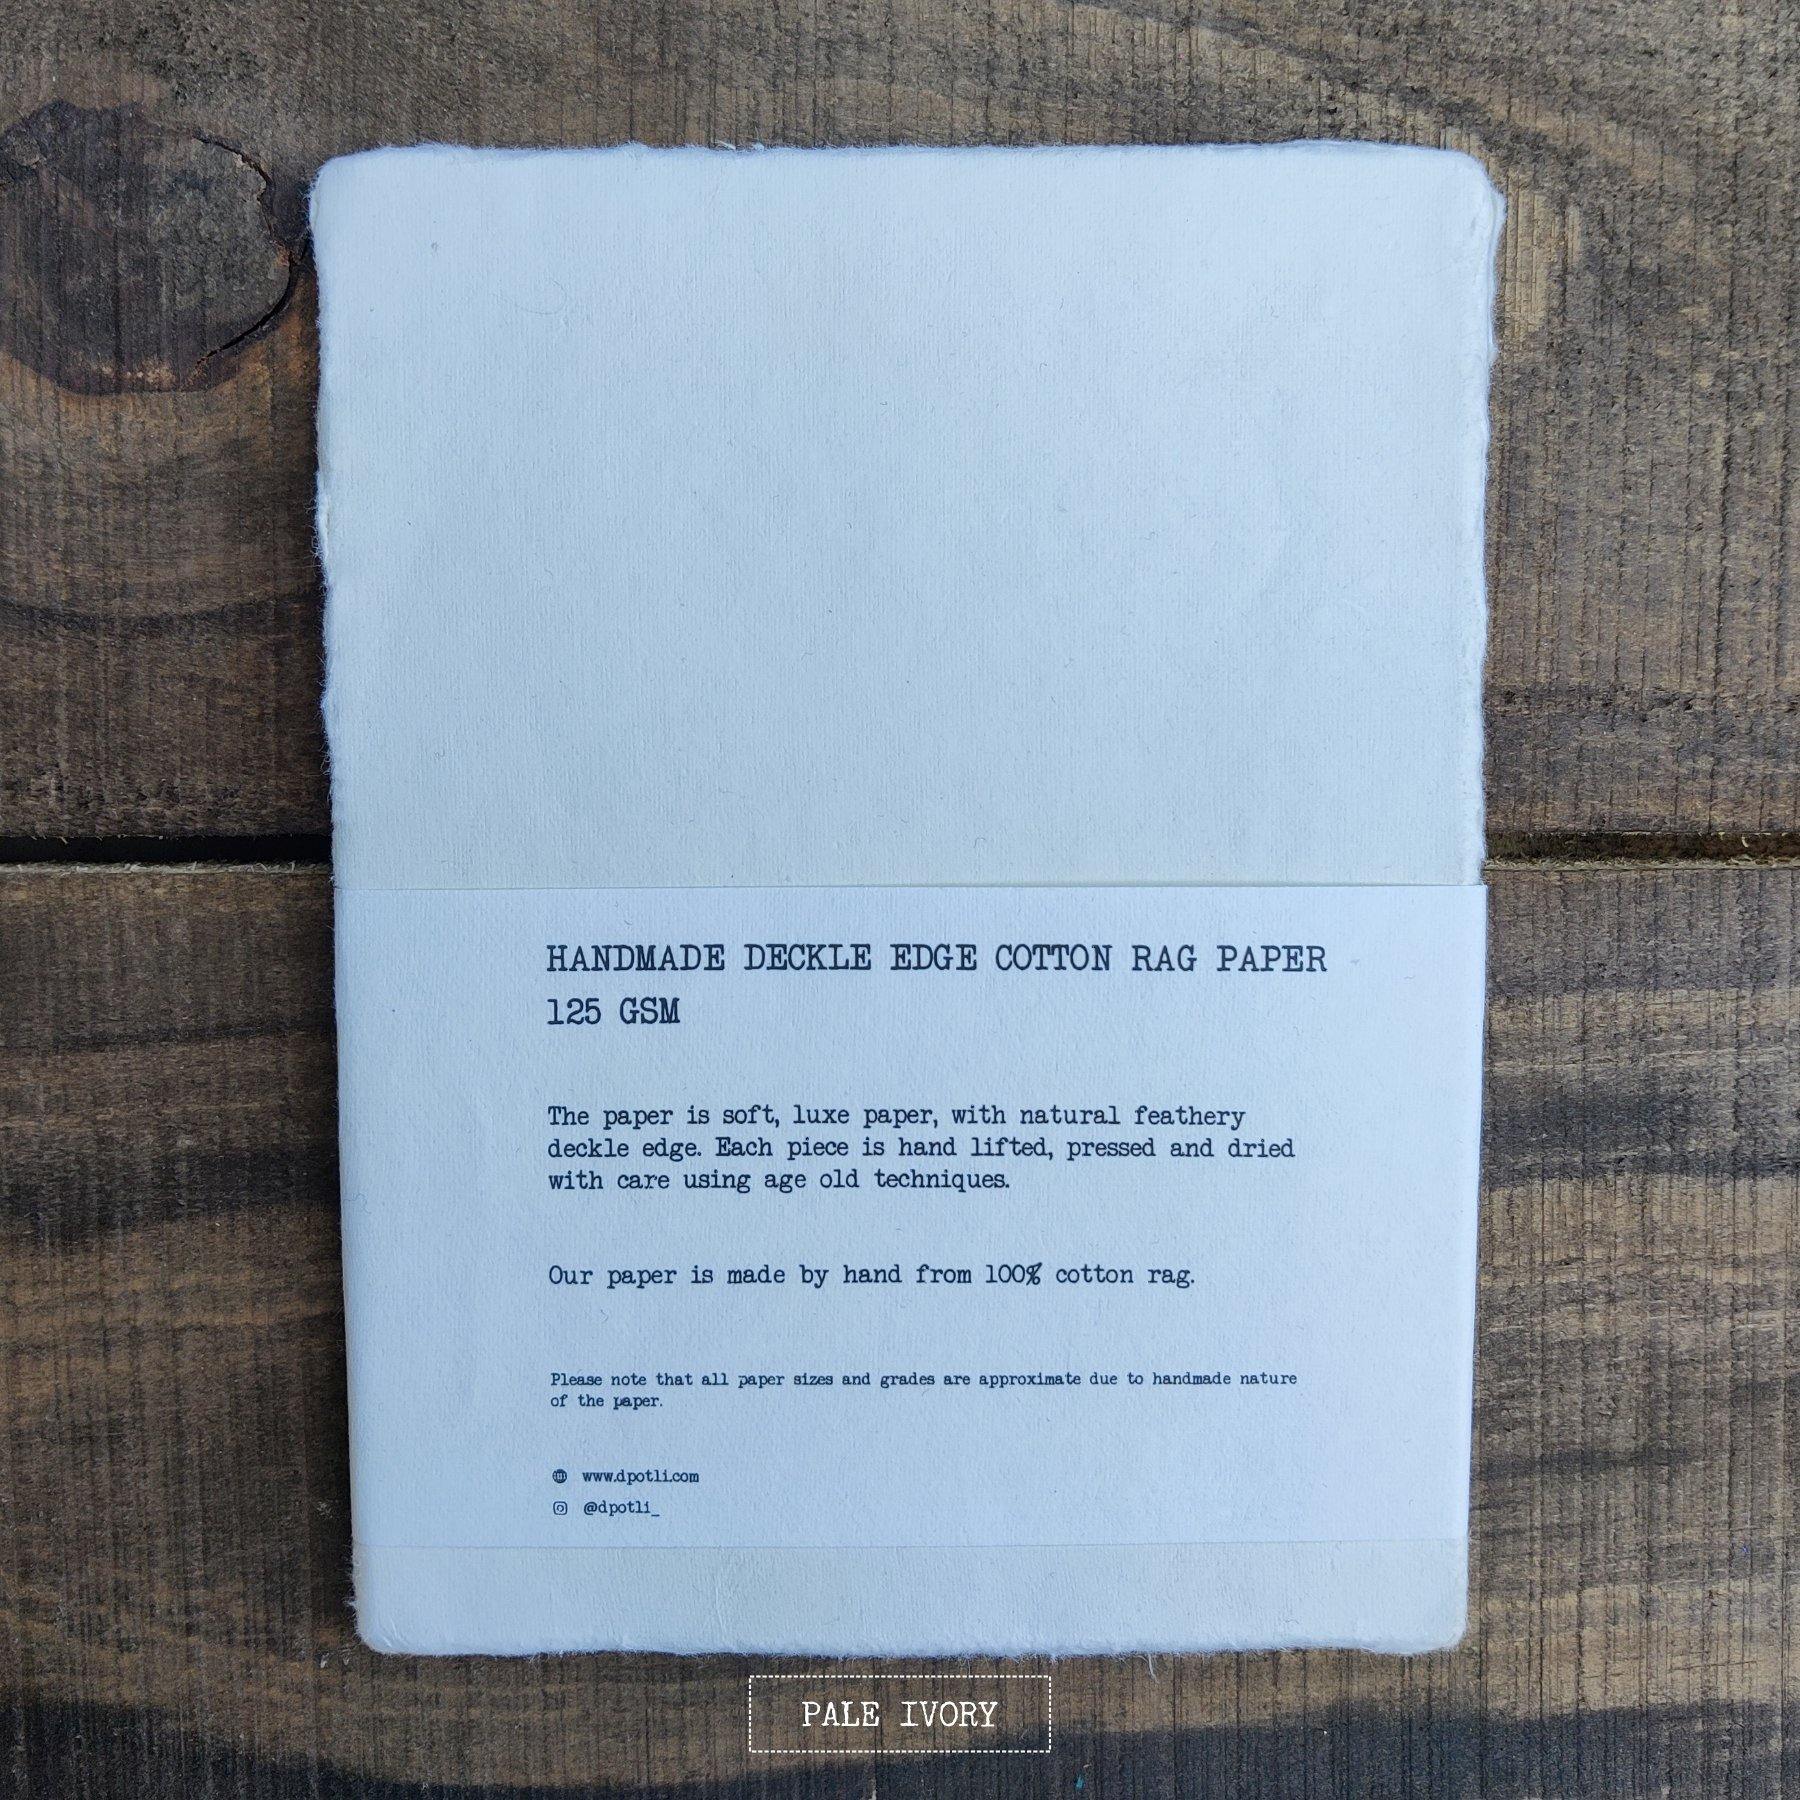 HANDMADE DECKLE EDGE COTTON RAG PAPER
125 GSM
The paper is soft, luxe paper, with natural feathery
deckle edge. Each piece is hand lifted, pressed and dried
with care using age old techniques.
Our paper is made by hand from 100% cotton rag.
Please note that all paper sizes and grades are approximate due to handmade nature
of the paper.
www.dpotli.com
@dpotli_
PALE IVORY